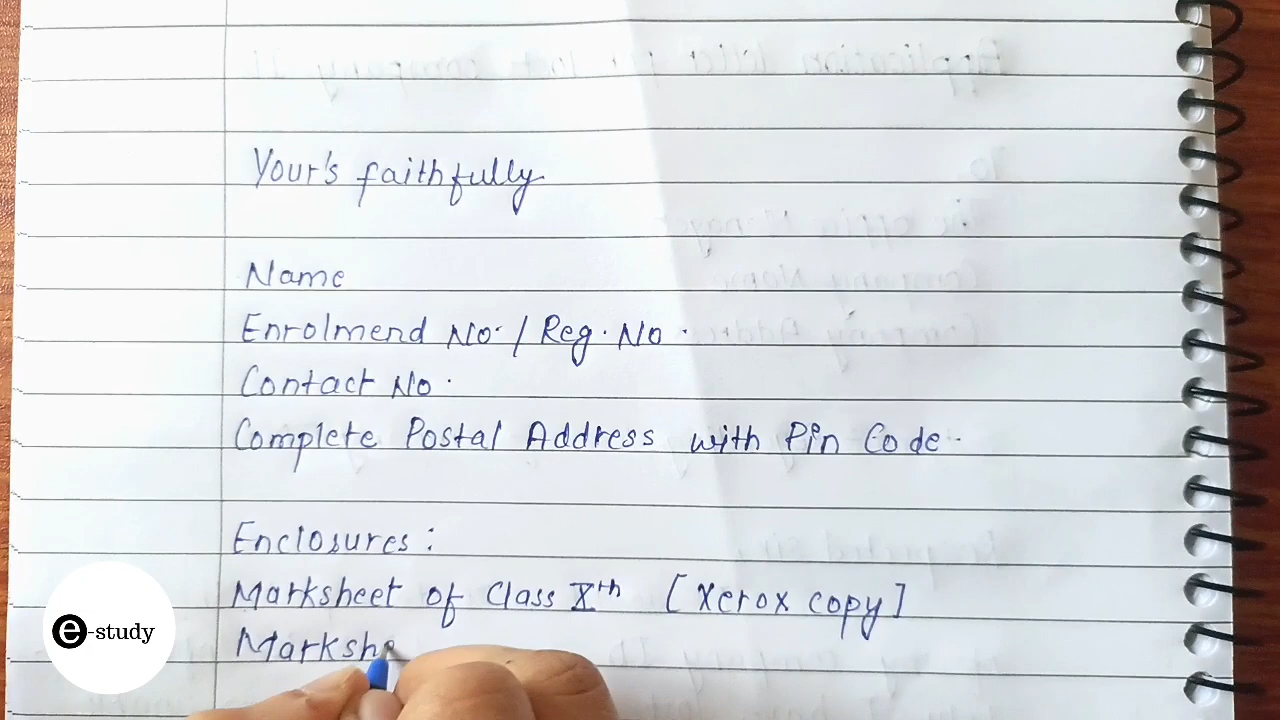 Your's faithfully
Name
Enrolmend No. / Reg. No.
Contact No.
Complete Postal Address with Pin Code.
Enclosures:
Marksheet of Class Xth [Xerox copy]
e-study
Markshe